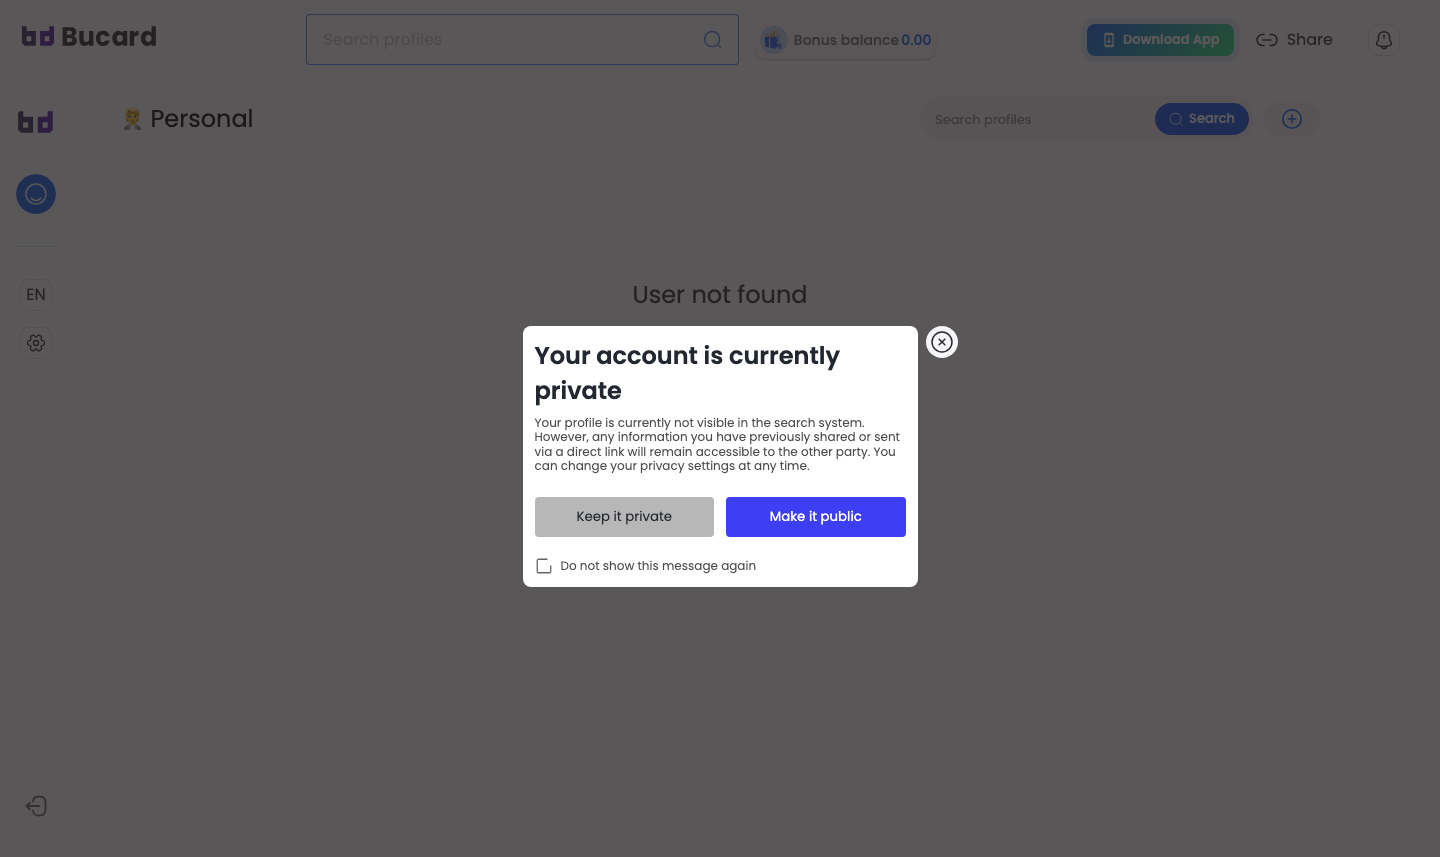 bd Bucard
Search profiles
Bonus balance 0.00
Download App
Share
bd
Personal
Search profiles
Search
EN
User not found
Your account is currently
private
Your profile is currently not visible in the search system.
However, any information you have previously shared or sent
via a direct link will remain accessible to the other party. You
can change your privacy settings at any time.
Keep it private
Make it public
Do not show this message again